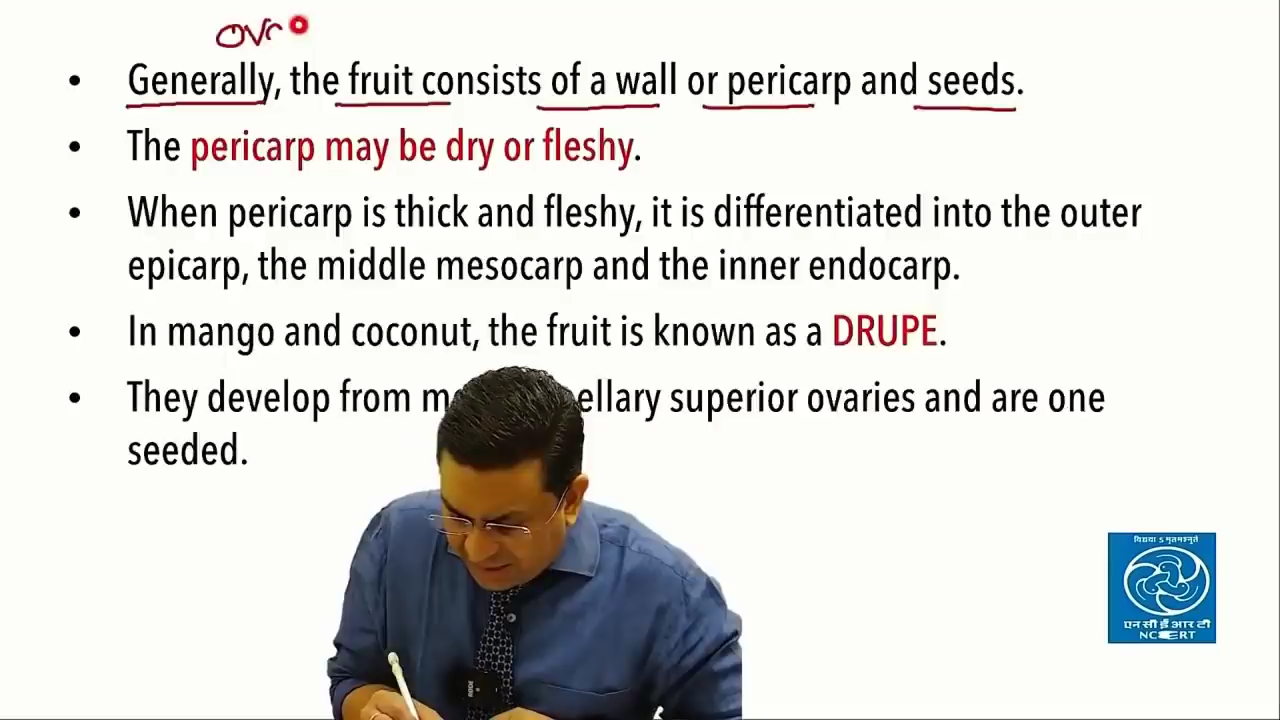 ovr
• Generally, the fruit consists of a wall or pericarp and seeds.
• The pericarp may be dry or fleshy.
• When pericarp is thick and fleshy, it is differentiated into the outer
epicarp, the middle mesocarp and the inner endocarp.
• In mango and coconut, the fruit is known as a DRUPE.
• They develop from m ellary superior ovaries and are one
seeded.
एन सी ई आर टी
NCERT
RODE